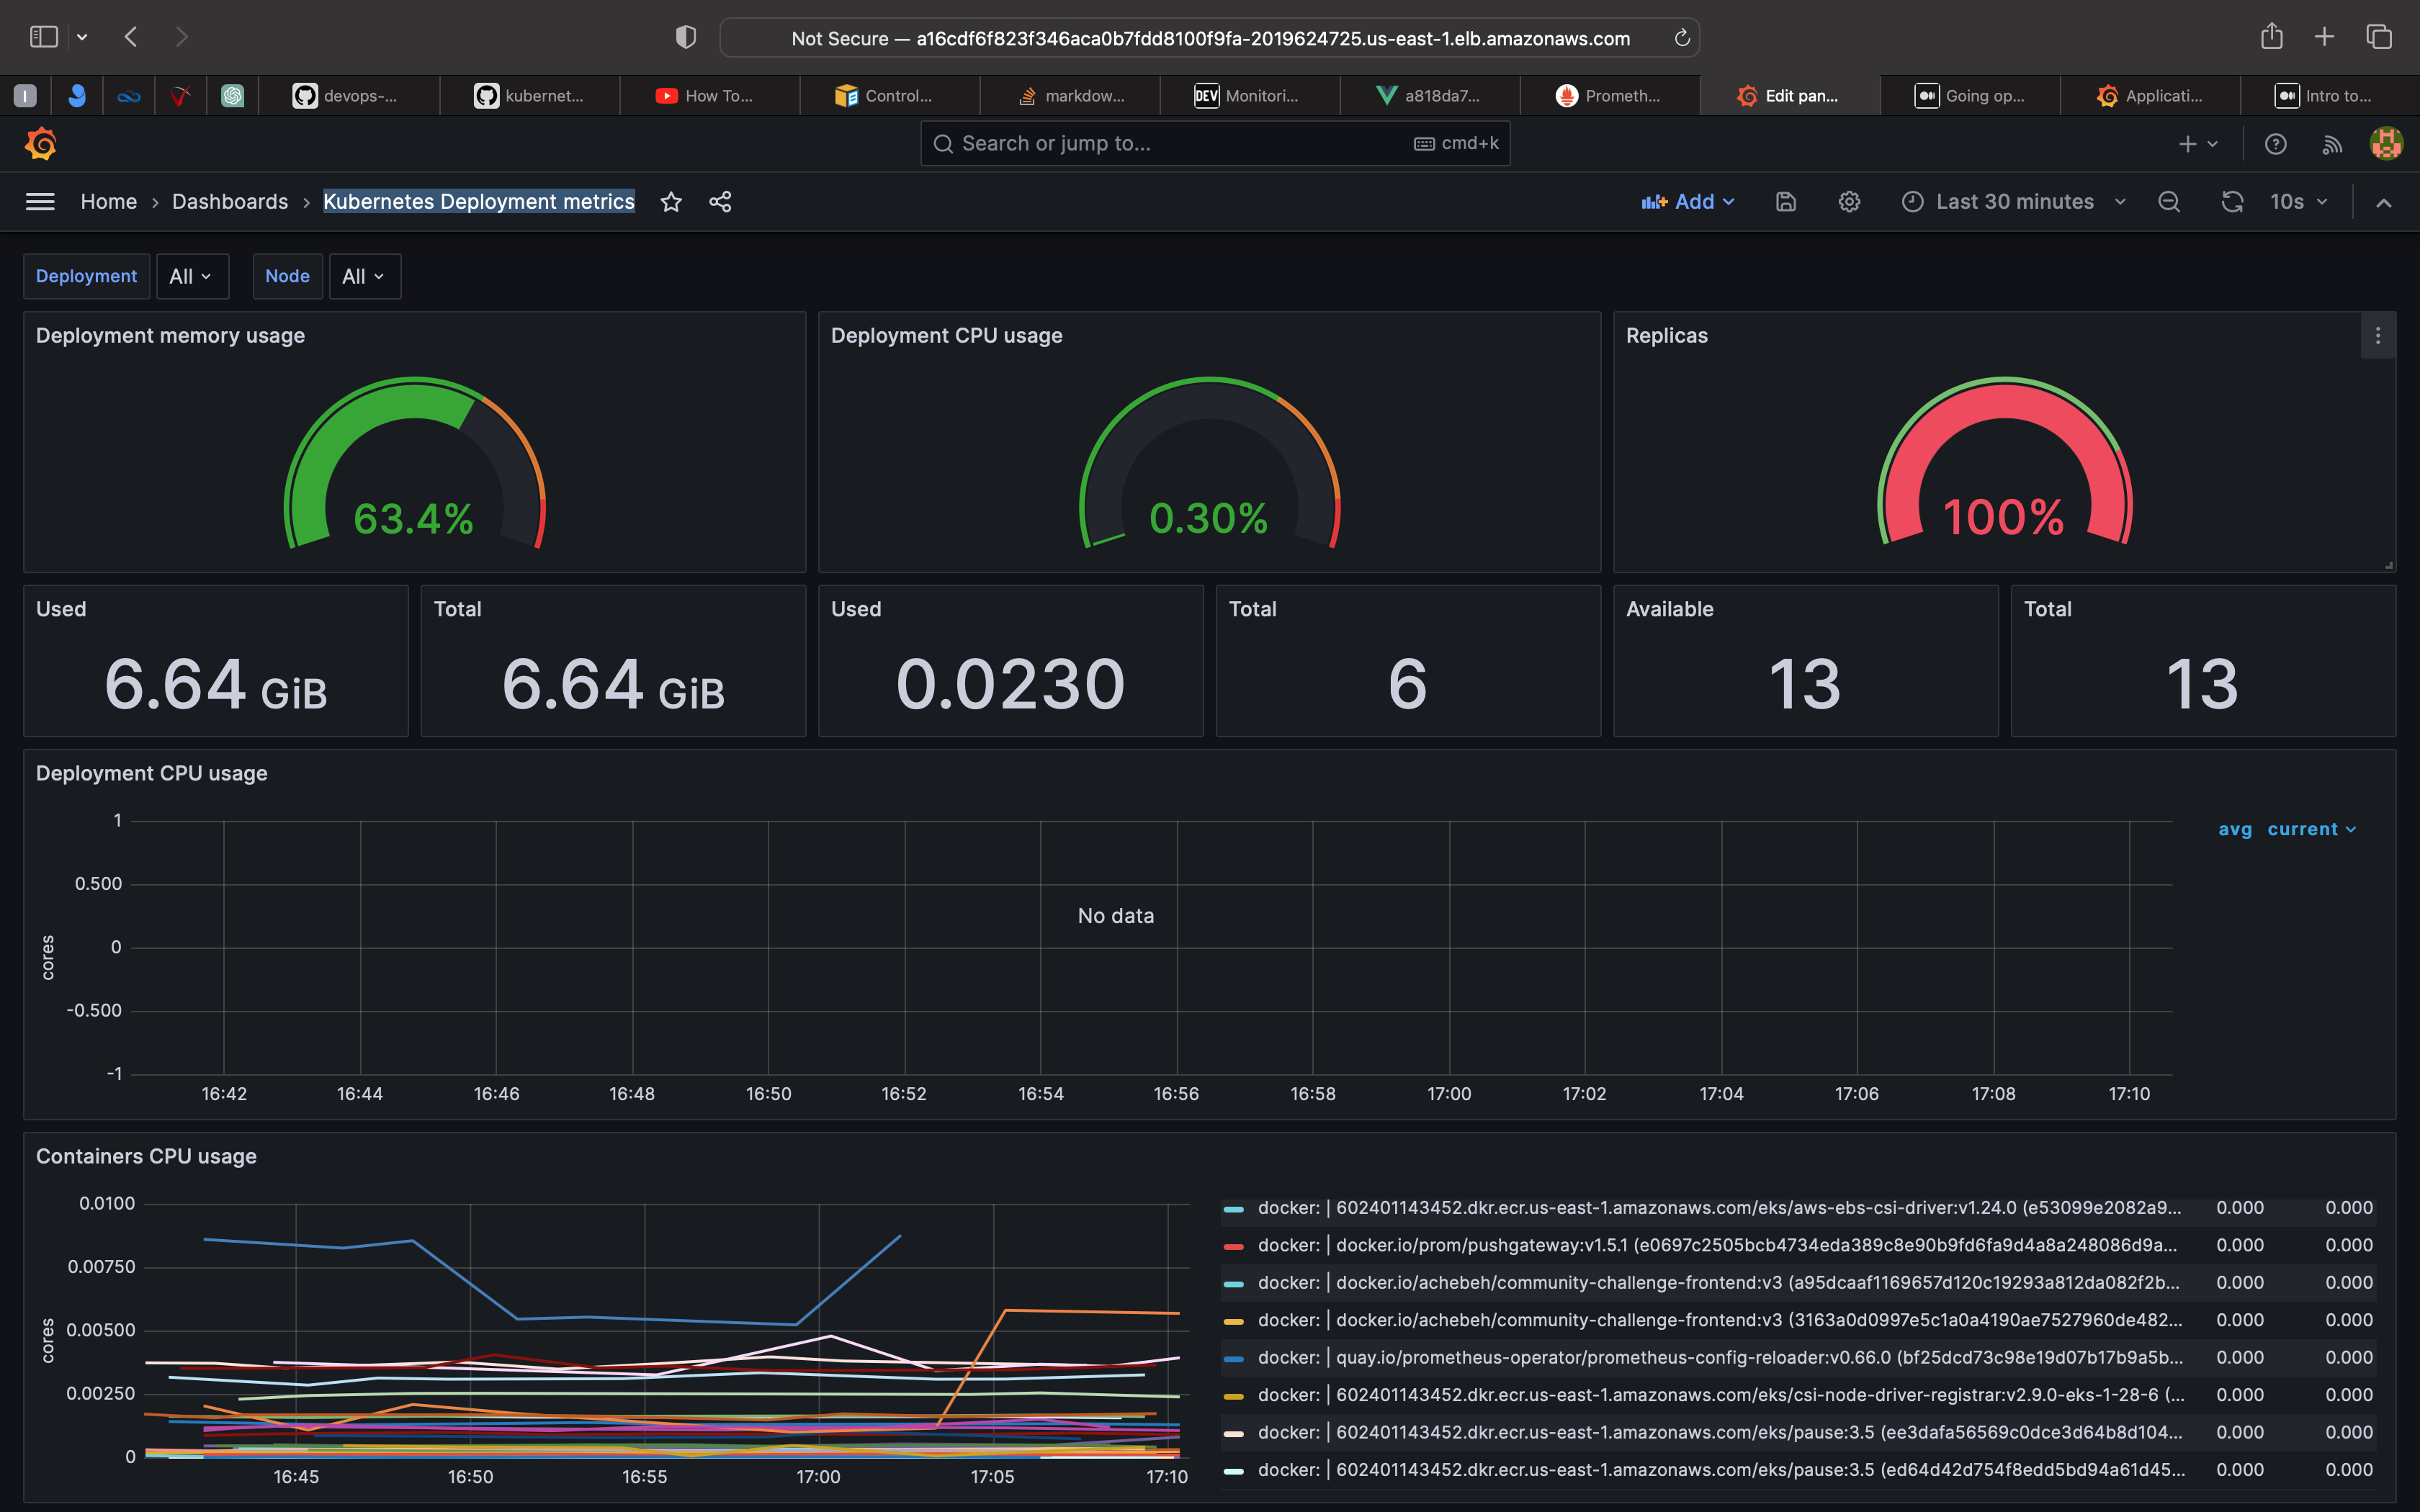 Not Secure — a16cdf6f823f346aca0b7fdd8100f9fa-2019624725.us-east-1.elb.amazonaws.com
I devops-... kubernet... How To... Control... markdow... DEV Monitori... a818da7... Prometh... Edit pan... Going op... Applicati... Intro to...
Search or jump to... cmd+k
Home › Dashboards › Kubernetes Deployment metrics Add Last 30 minutes 10s
Deployment All Node All
Deployment memory usage
63.4%
Deployment CPU usage
0.30%
Replicas
100%
Used
6.64 GiB
Total
6.64 GiB
Used
0.0230
Total
6
Available
13
Total
13
Deployment CPU usage
avg current
1
0.500
0
-0.500
-1
cores
No data
16:42 16:44 16:46 16:48 16:50 16:52 16:54 16:56 16:58 17:00 17:02 17:04 17:06 17:08 17:10
Containers CPU usage
0.0100
0.00750
0.00500
0.00250
0
cores
16:45 16:50 16:55 17:00 17:05 17:10
docker: | 602401143452.dkr.ecr.us-east-1.amazonaws.com/eks/aws-ebs-csi-driver:v1.24.0 (e53099e2082a9... 0.000 0.000
docker: | docker.io/prom/pushgateway:v1.5.1 (e0697c2505bcb4734eda389c8e90b9fd6fa9d4a8a248086d9a... 0.000 0.000
docker: | docker.io/achebeh/community-challenge-frontend:v3 (a95dcaaf1169657d120c19293a812da082f2b... 0.000 0.000
docker: | docker.io/achebeh/community-challenge-frontend:v3 (3163a0d0997e5c1a0a4190ae7527960de482... 0.000 0.000
docker: | quay.io/prometheus-operator/prometheus-config-reloader:v0.66.0 (bf25dcd73c98e19d07b17b9a5b... 0.000 0.000
docker: | 602401143452.dkr.ecr.us-east-1.amazonaws.com/eks/csi-node-driver-registrar:v2.9.0-eks-1-28-6 (... 0.000 0.000
docker: | 602401143452.dkr.ecr.us-east-1.amazonaws.com/eks/pause:3.5 (ee3dafa56569c0dce3d64b8d104... 0.000 0.000
docker: | 602401143452.dkr.ecr.us-east-1.amazonaws.com/eks/pause:3.5 (ed64d42d754f8edd5bd94a61d45... 0.000 0.000